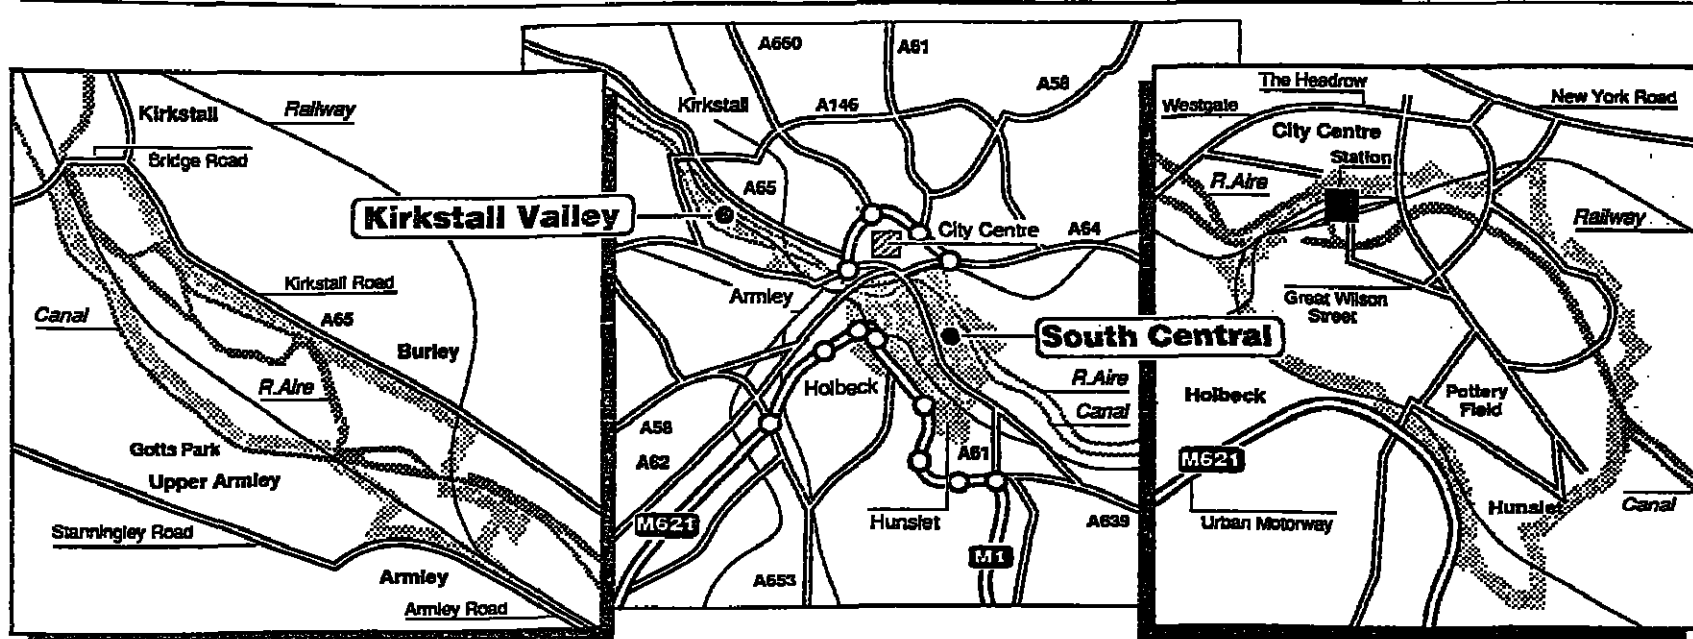 Kirkstall
Railway
Bridge Road
Kirkstall Valley
Kirkstall Road
Canal
A65
Burley
R.Aire
Gotts Park
Upper Armley
Stanningley Road
Armley
Armley Road
A660
A61
A58
Kirkstall
A146
A65
City Centre
A64
Armley
South Central
Holbeck
R.Aire
Canal
A58
A62
A61
M621
Hunslet
A639
M1
A653
The Headrow
Westgate
New York Road
City Centre
Station
R.Aire
Railway
Great Wilson
Street
Holbeck
Pottery
Field
M621
Hunslet
Canal
Urban Motorway